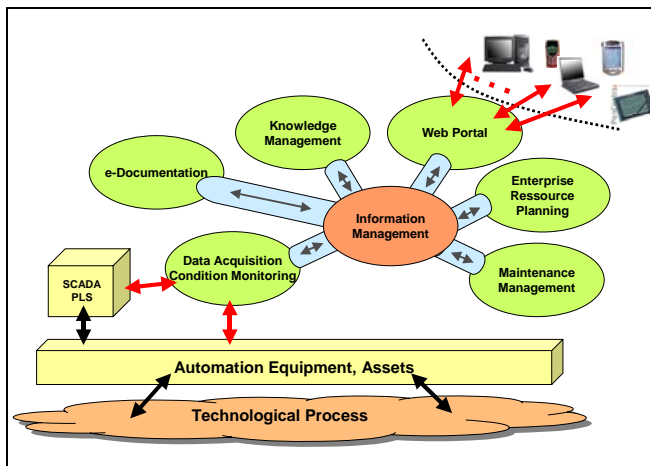 Knowledge
Management
Web Portal
e-Documentation
Enterprise
Ressource
Planning
Information
Management
Data Acquisition
Condition Monitoring
Maintenance
Management
SCADA
PLS
Automation Equipment, Assets
Technological Process